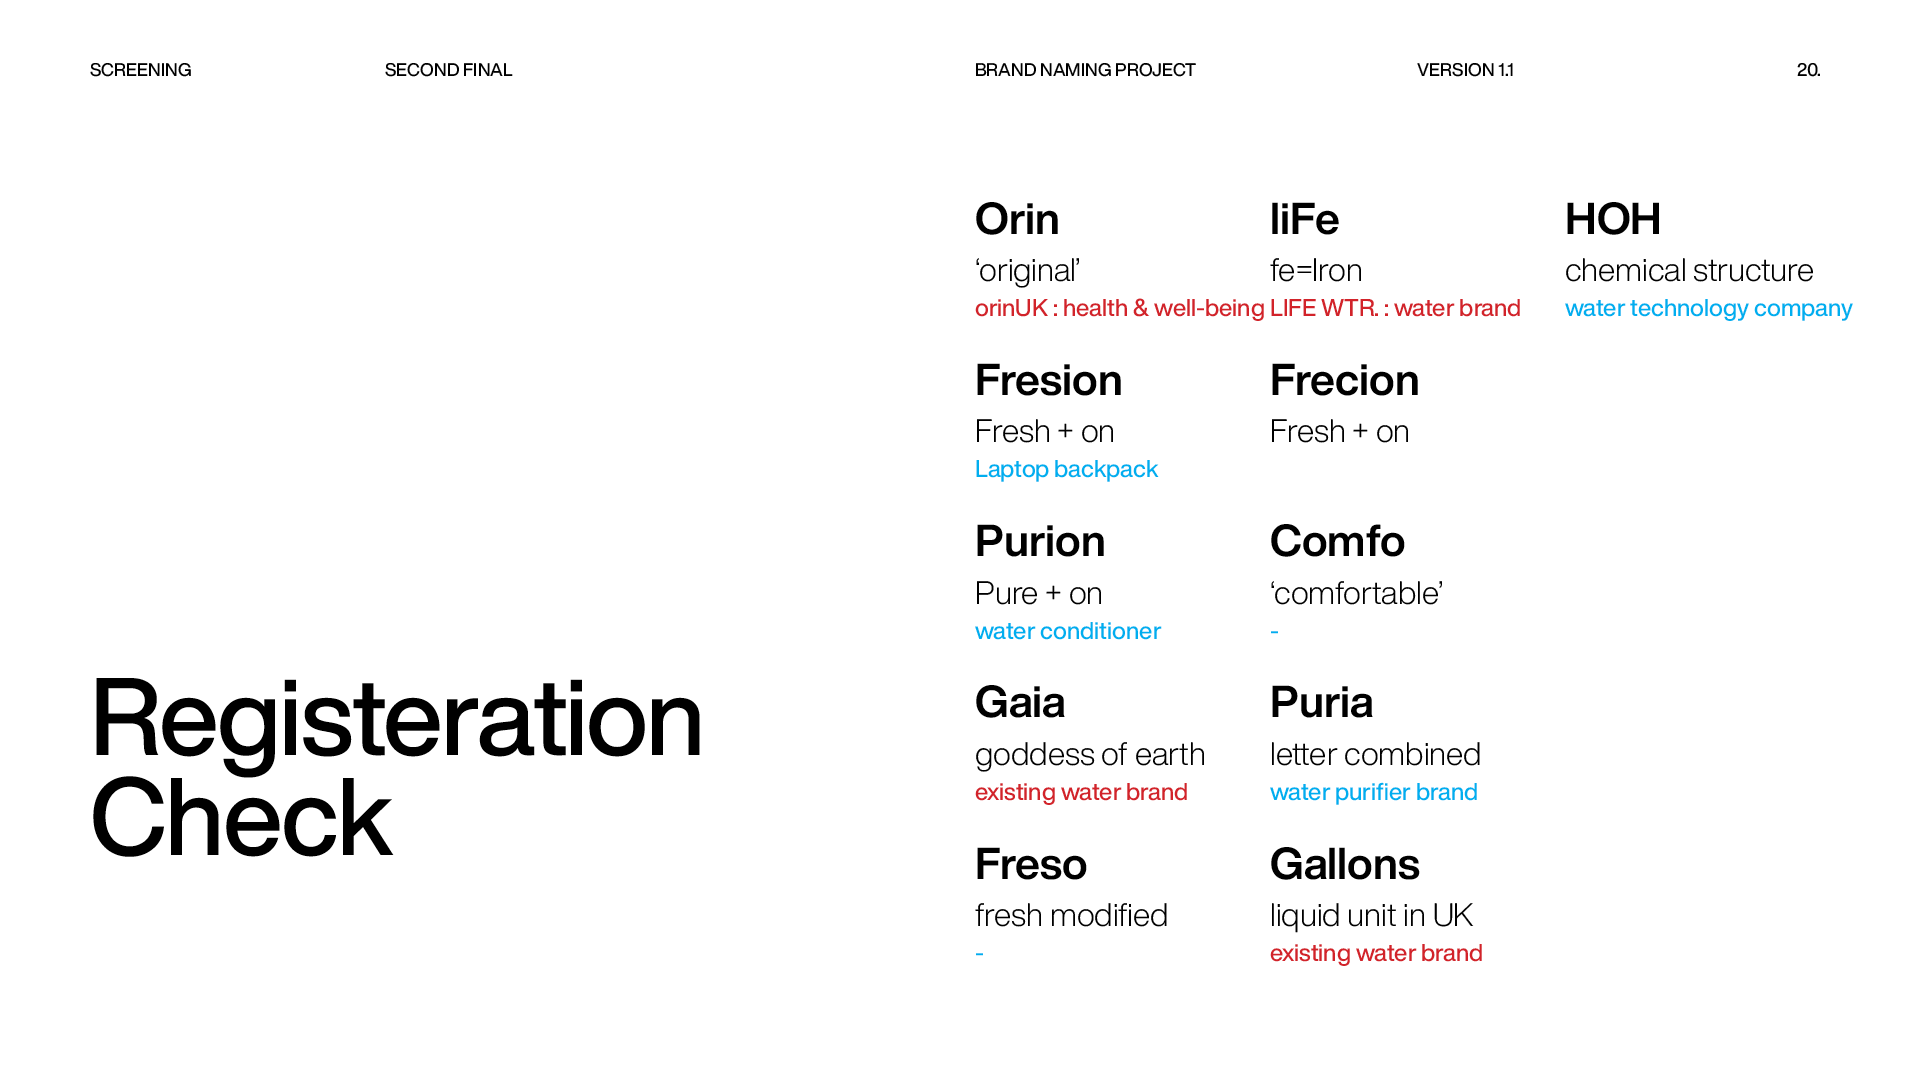 SCREENING
SECOND FINAL
BRAND NAMING PROJECT
VERSION 1.1
20.
Registeration
Check
Orin
‘original’
orinUK : health & well-being
liFe
fe=Iron
LIFE WTR. : water brand
HOH
chemical structure
water technology company
Fresion
Fresh + on
Laptop backpack
Frecion
Fresh + on
Purion
Pure + on
water conditioner
Comfo
‘comfortable’
-
Gaia
goddess of earth
existing water brand
Puria
letter combined
water purifier brand
Freso
fresh modified
-
Gallons
liquid unit in UK
existing water brand